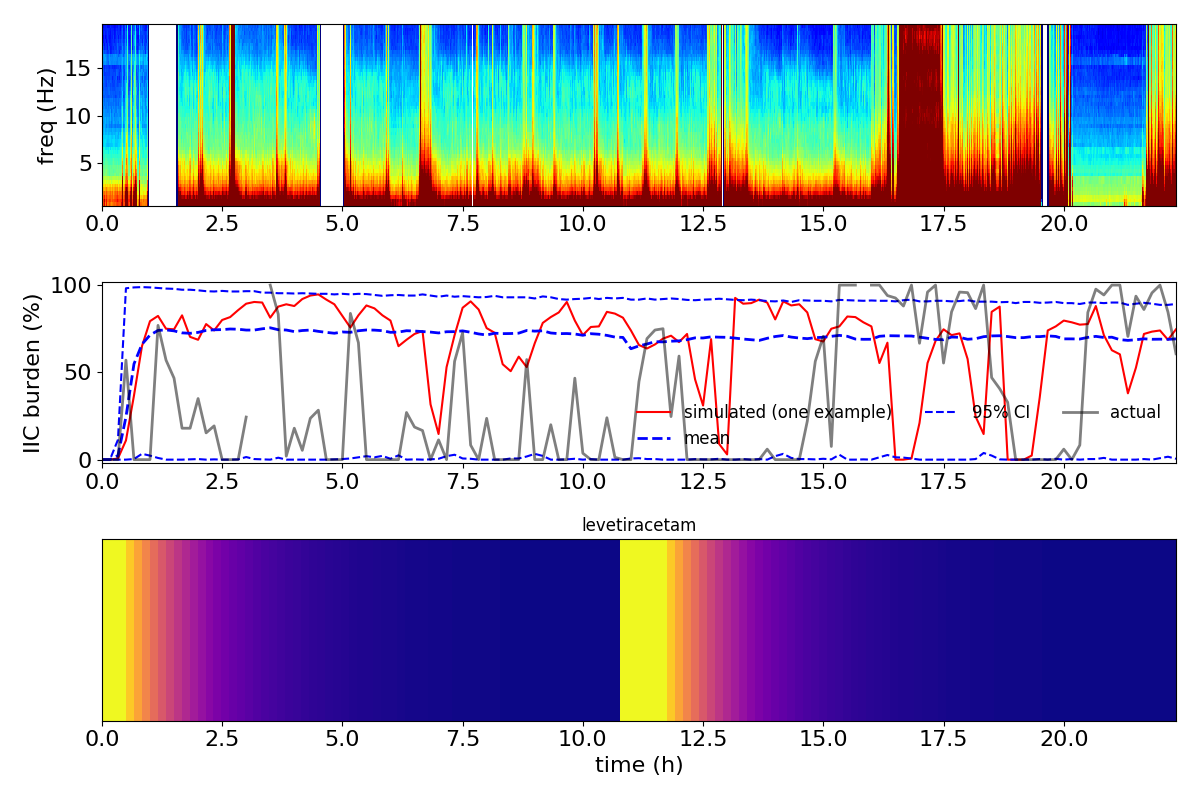 freq (Hz)
15
10
5
0.0 2.5 5.0 7.5 10.0 12.5 15.0 17.5 20.0
IIC burden (%)
100
50
0
simulated (one example) 95% CI actual
mean
0.0 2.5 5.0 7.5 10.0 12.5 15.0 17.5 20.0
levetiracetam
0.0 2.5 5.0 7.5 10.0 12.5 15.0 17.5 20.0
time (h)